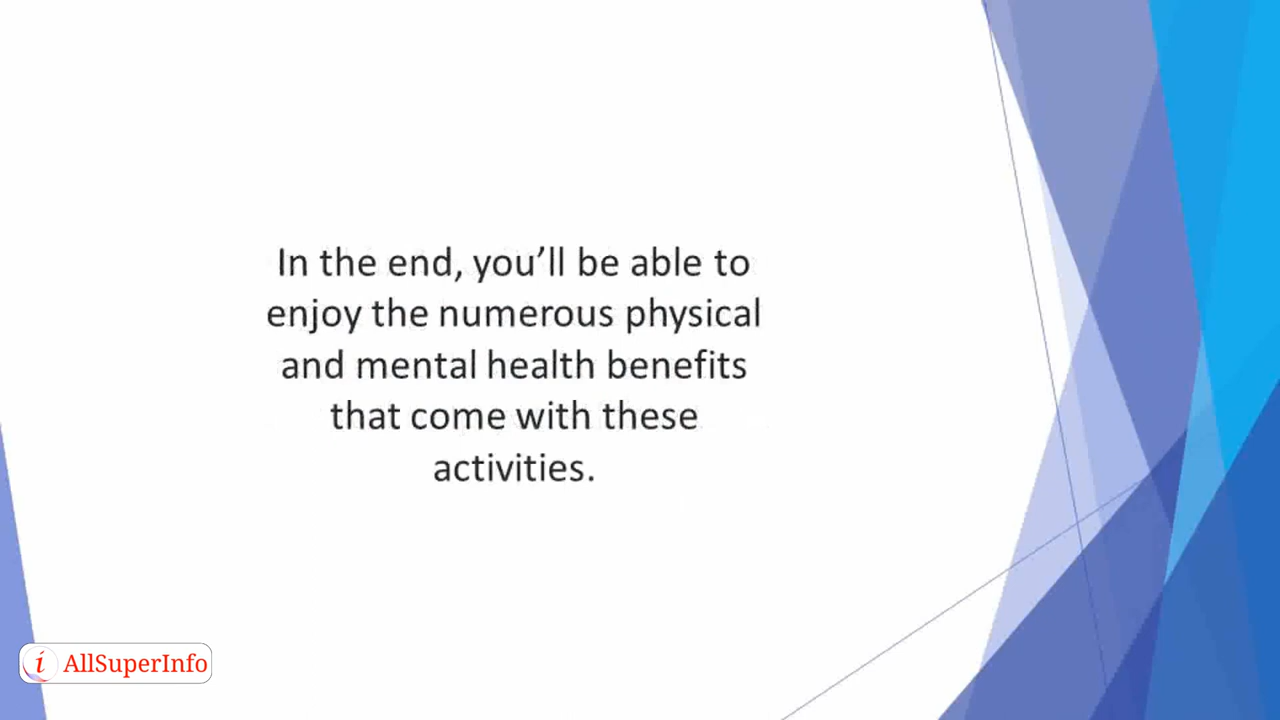 In the end, you’ll be able to
enjoy the numerous physical
and mental health benefits
that come with these
activities.
i AllSuperInfo